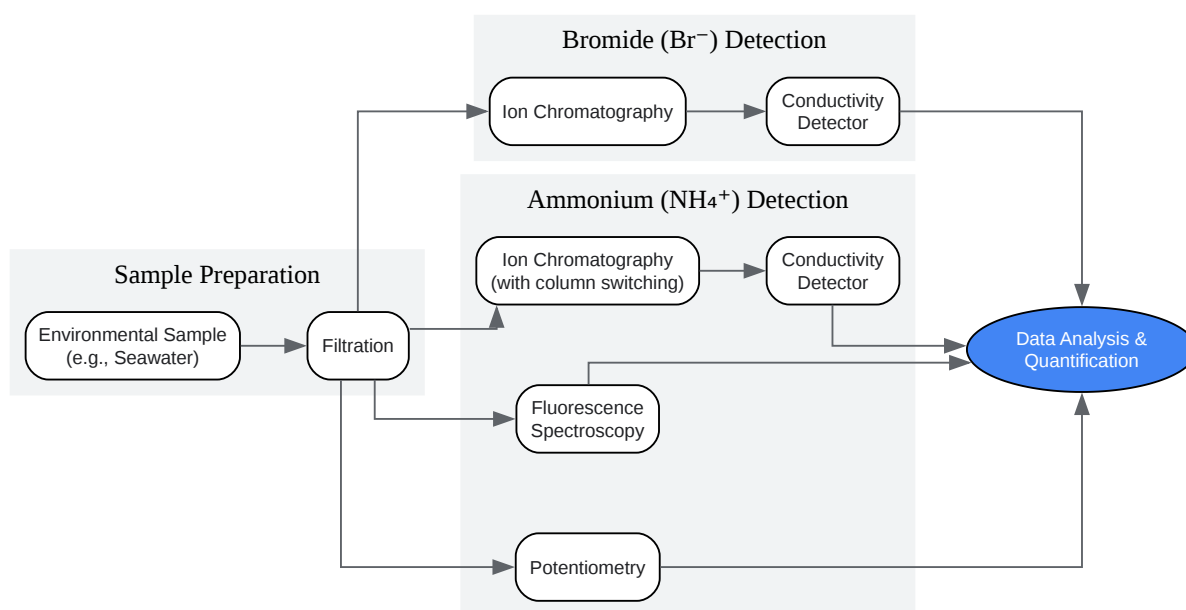 Bromide (Br⁻) Detection
Ion Chromatography
Conductivity
Detector
Ammonium (NH₄⁺) Detection
Ion Chromatography
(with column switching)
Conductivity
Detector
Sample Preparation
Environmental Sample
(e.g., Seawater)
Filtration
Data Analysis &
Quantification
Fluorescence
Spectroscopy
Potentiometry